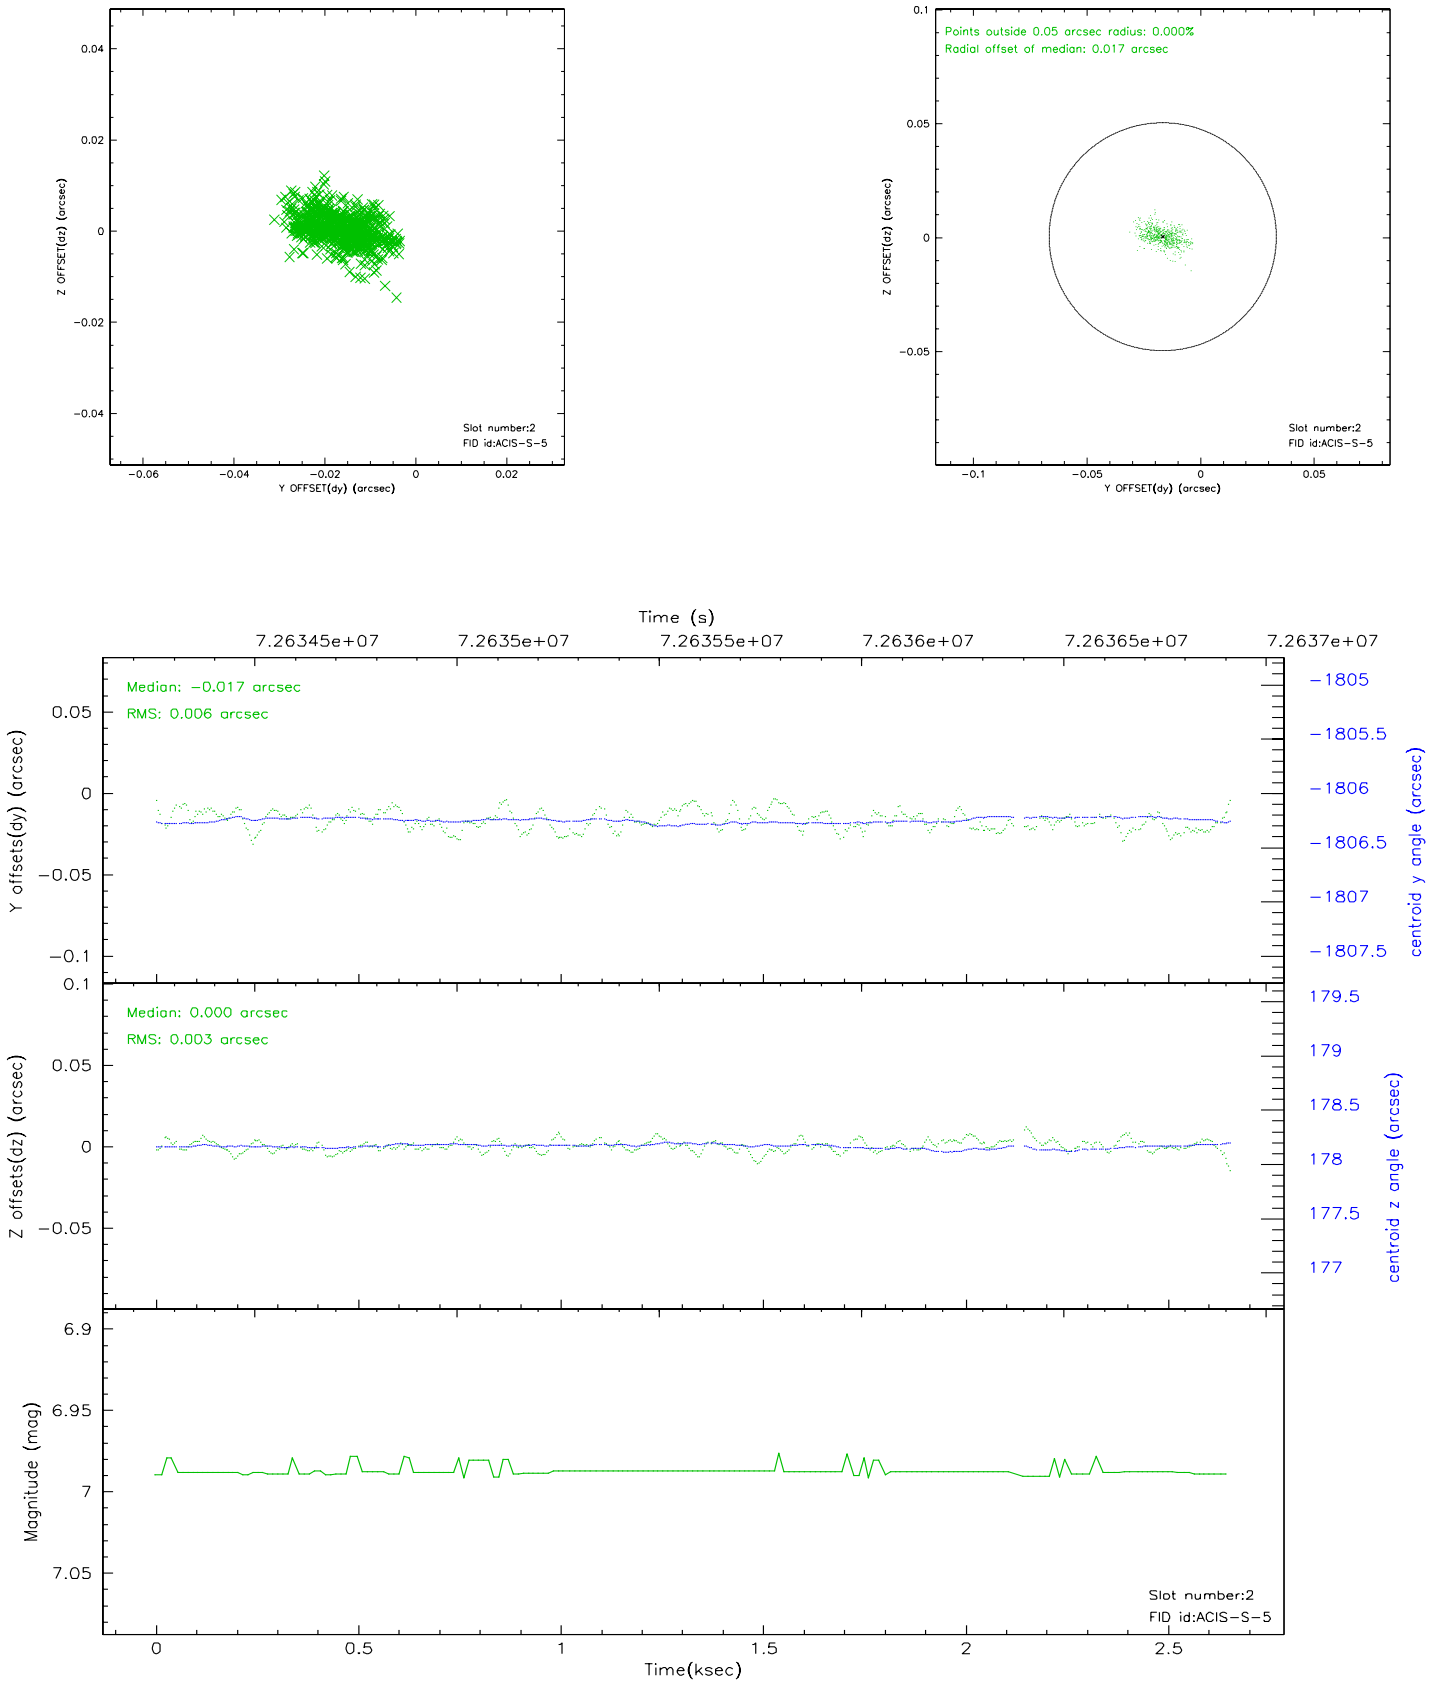 0.04
0.02
0
-0.02
-0.04
Z OFFSET(dz) (arcsec)
Slot number:2
FID id:ACIS-S-5
-0.06 -0.04 -0.02 0 0.02
Y OFFSET(dy) (arcsec)
0.1
Points outside 0.05 arcsec radius: 0.000%
Radial offset of median: 0.017 arcsec
0.05
0
-0.05
Z OFFSET(dz) (arcsec)
Slot number:2
FID id:ACIS-S-5
-0.1 -0.05 0 0.05
Y OFFSET(dy) (arcsec)
Time (s)
7.26345e+07 7.2635e+07 7.26355e+07 7.2636e+07 7.26365e+07 7.2637e+07
Median: -0.017 arcsec
RMS: 0.006 arcsec
0.05
0
-0.05
-0.1
Y offsets(dy) (arcsec)
-1805
-1805.5
-1806
-1806.5
-1807
-1807.5
centroid y angle (arcsec)
0.1
Median: 0.000 arcsec
RMS: 0.003 arcsec
0.05
0
-0.05
Z offsets(dz) (arcsec)
179.5
179
178.5
178
177.5
177
centroid z angle (arcsec)
6.9
6.95
7
7.05
Magnitude (mag)
Slot number:2
FID id:ACIS-S-5
0 0.5 1 1.5 2 2.5
Time(ksec)